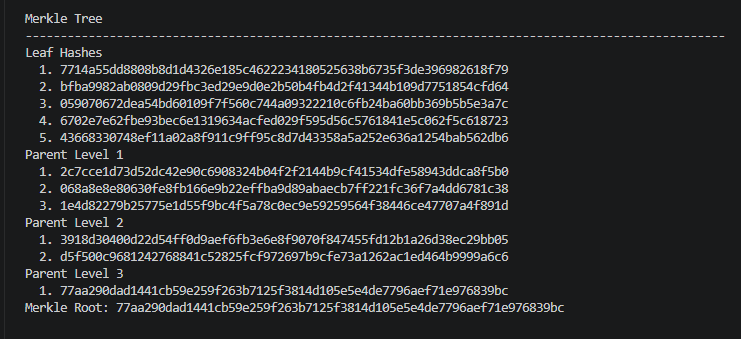 Merkle Tree
----------------------------------------------------------------------------------------------------
Leaf Hashes
1. 7714a55dd8808b8d1d4326e185c4622234180525638b6735f3de396982618f79
2. bfba9982ab0809d29fbc3ed29e9d0e2b50b4fb4d2f41344b109d7751854cfd64
3. 059070672dea54bd60109f7f560c744a09322210c6fb24ba60bb369b5b5e3a7c
4. 6702e7e62fbe93bec6e1319634acfed029f595d56c5761841e5c062f5c618723
5. 43668330748ef11a02a8f911c9ff95c8d7d43358a5a252e636a1254bab562db6
Parent Level 1
1. 2c7cce1d73d52dc42e90c6908324b04f2f2144b9cf41534dfe58943ddca8f5b0
2. 068a8e8e80630fe8fb166e9b22effba9d89abaecb7ff221fc36f7a4dd6781c38
3. 1e4d82279b25775e1d55f9bc4f5a78c0ec9e59259564f38446ce47707a4f891d
Parent Level 2
1. 3918d30400d22d54ff0d9aef6fb3e6e8f9070f847455fd12b1a26d38ec29bb05
2. d5f500c9681242768841c52825fcf972697b9cfe73a1262ac1ed464b9999a6c6
Parent Level 3
1. 77aa290dad1441cb59e259f263b7125f3814d105e5e4de7796aef71e976839bc
Merkle Root: 77aa290dad1441cb59e259f263b7125f3814d105e5e4de7796aef71e976839bc